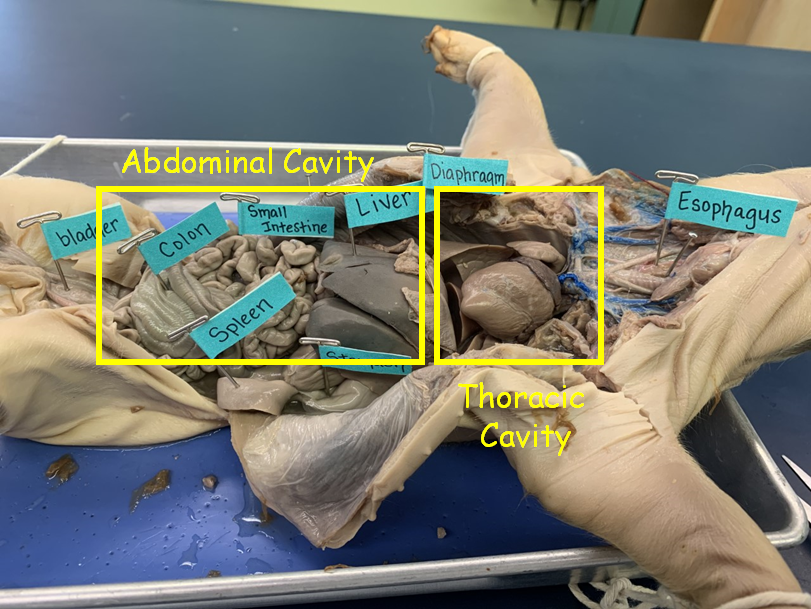 Abdominal Cavity
Diaphragm
bladder
Colon
Small
Intestine
Liver
Esophagus
Spleen
Thoracic
Cavity